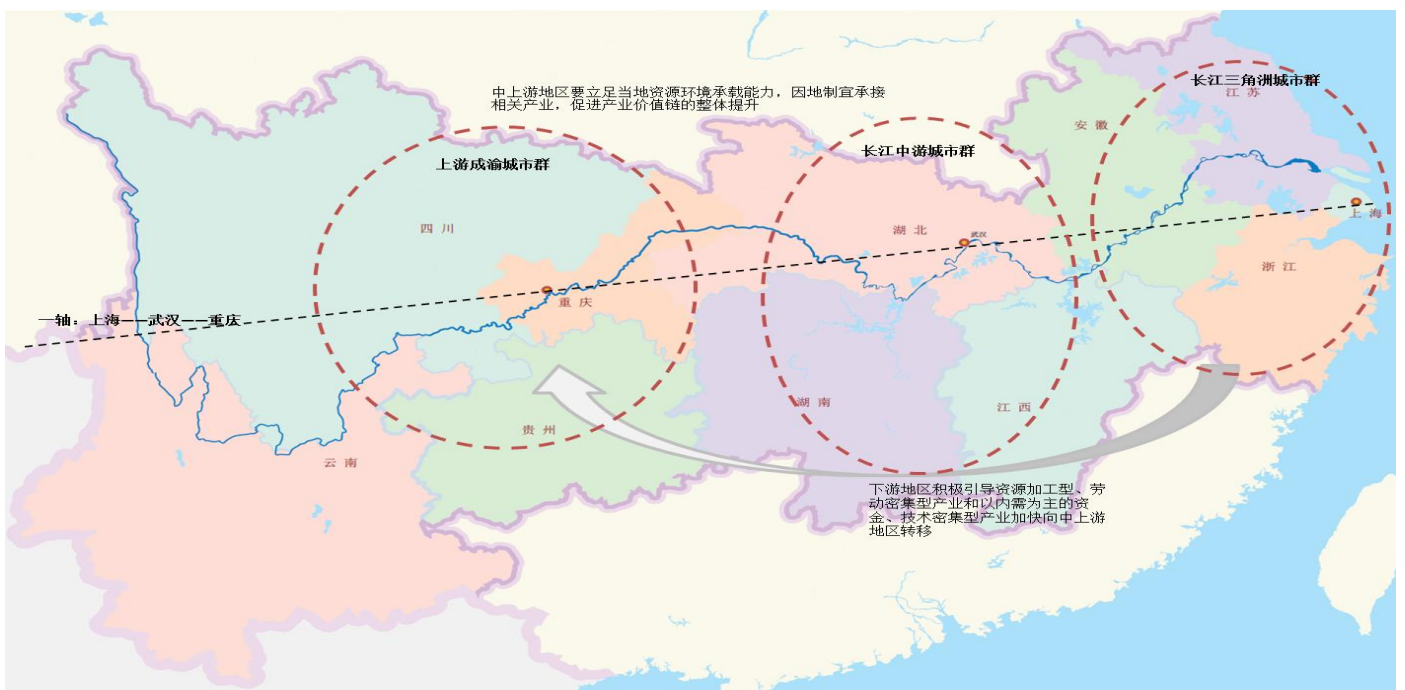 长江三角洲城市群
江 苏
中上游地区要立足当地资源环境承载能力，因地制宜承接
相关产业，促进产业价值链的整体提升
安 徽
长江中游城市群
上游成渝城市群
上 海
四 川
湖 北
武汉
浙 江
重 庆
一轴：上海——武汉——重庆
湖 南
江 西
贵 州
云 南
下游地区积极引导资源加工型、劳
动密集型产业和以内需为主的资
金、技术密集型产业加快向中上游
地区转移